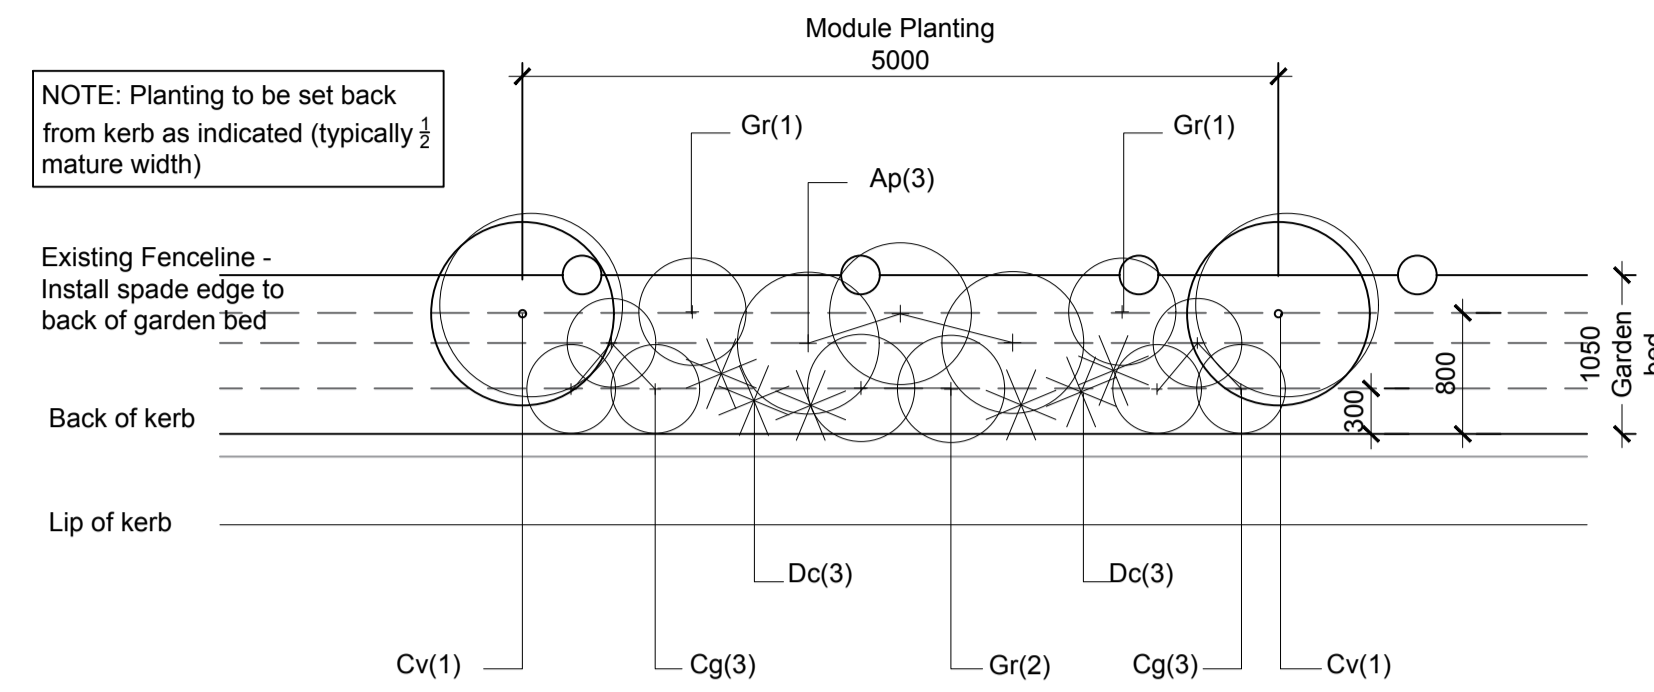 Module Planting
5000
NOTE: Planting to be set back
from kerb as indicated (typically ½
mature width)
Gr(1)
Gr(1)
Ap(3)
Existing Fenceline -
Install spade edge to
back of garden bed
Back of kerb
Lip of kerb
300
800
1050
Garden
bed
Dc(3)
Dc(3)
Cv(1)
Cg(3)
Gr(2)
Cg(3)
Cv(1)